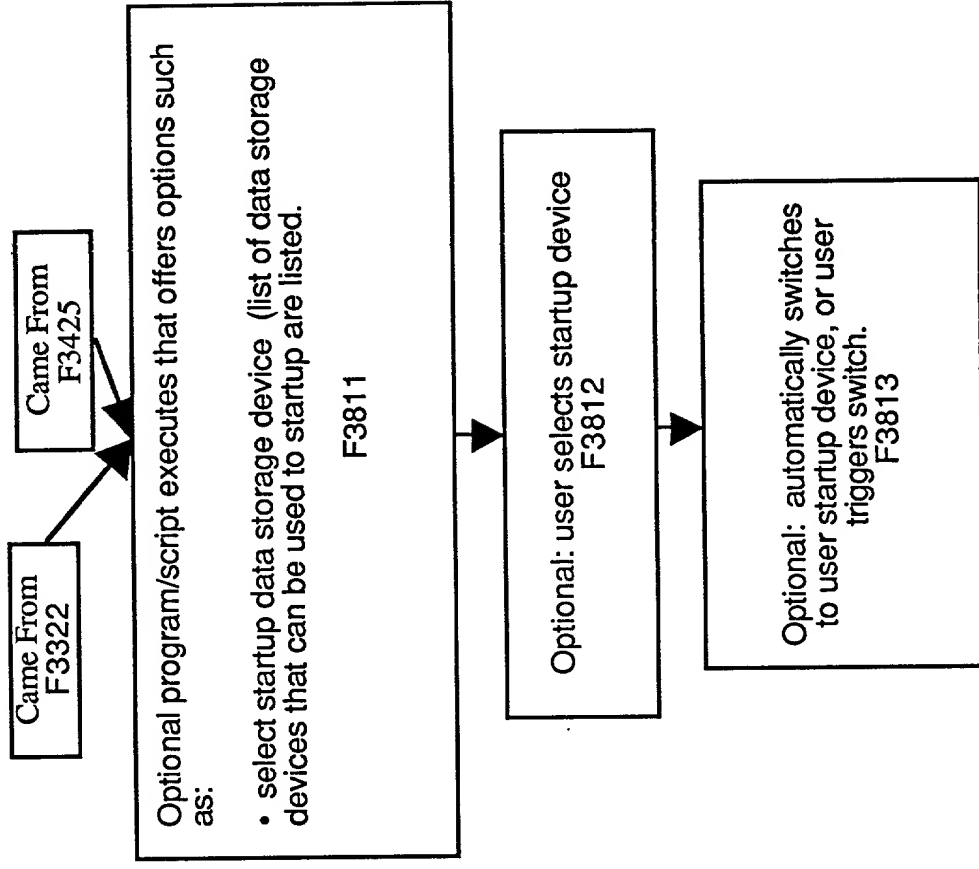 Came From
F3322
Came From
F3425
Optional program/script executes that offers options such
as:
• select startup data storage device (list of data storage
devices that can be used to startup are listed.
F3811
Optional: user selects startup device
F3812
Optional: automatically switches
to user startup device, or user
triggers switch.
F3813